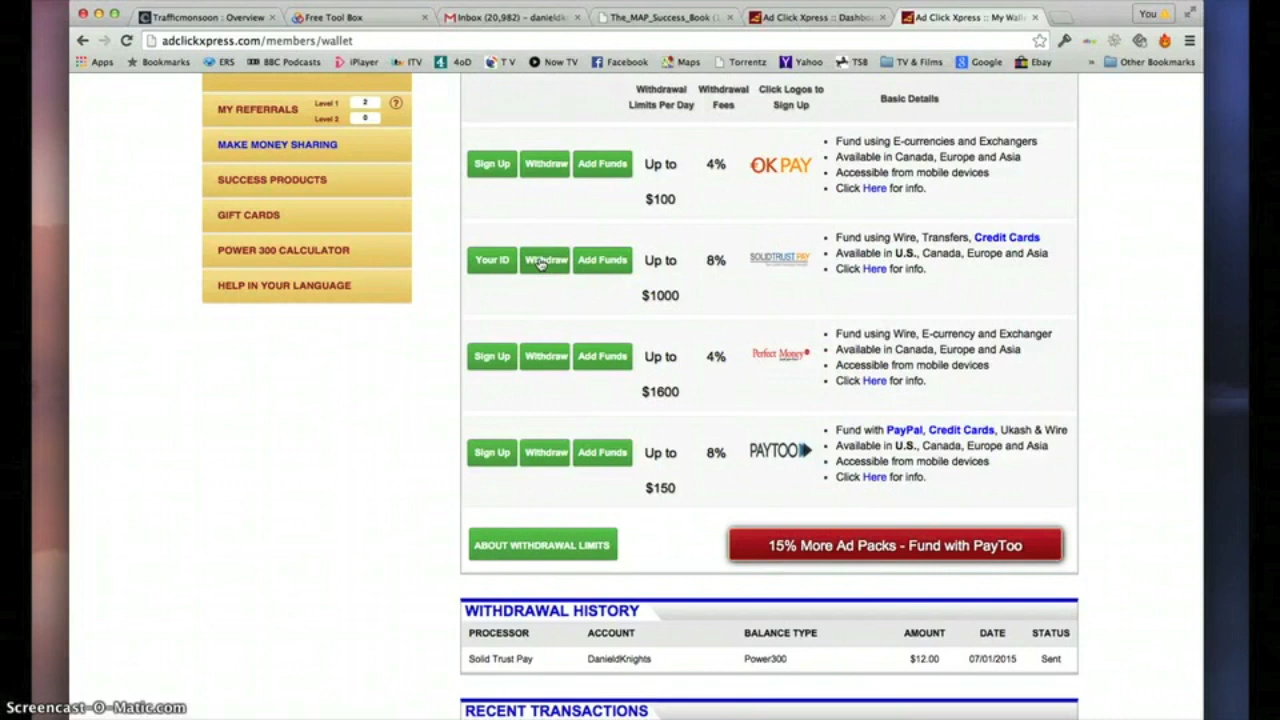 Trafficmonsoon : Overview
Free Tool Box
Inbox (20,982) - danieldk
The_MAP_Success_Book (
Ad Click Xpress :: Dashbo
Ad Click Xpress :: My Wall
You
adclickxpress.com/members/wallet
Apps
Bookmarks
ERS
BBC Podcasts
iPlayer
ITV
4oD
T V
Now TV
Facebook
Maps
Torrentz
Yahoo
TSB
TV & Films
Google
Ebay
»
Other Bookmarks
MY REFERRALS
Level 1
2
?
Level 2
0
MAKE MONEY SHARING
SUCCESS PRODUCTS
GIFT CARDS
POWER 300 CALCULATOR
HELP IN YOUR LANGUAGE
Withdrawal Limits Per Day
Withdrawal Fees
Click Logos to Sign Up
Basic Details
Sign Up
Withdraw
Add Funds
Up to $100
4%
OKPAY
• Fund using E-currencies and Exchangers
• Available in Canada, Europe and Asia
• Accessible from mobile devices
• Click Here for info.
Your ID
Withdraw
Add Funds
Up to $1000
8%
SOLIDTRUST PAY
• Fund using Wire, Transfers, Credit Cards
• Available in U.S., Canada, Europe and Asia
• Click Here for info.
Sign Up
Withdraw
Add Funds
Up to $1600
4%
Perfect Money
• Fund using Wire, E-currency and Exchanger
• Available in Canada, Europe and Asia
• Accessible from mobile devices
• Click Here for info.
Sign Up
Withdraw
Add Funds
Up to $150
8%
PAYTOO
• Fund with PayPal, Credit Cards, Ukash & Wire
• Available in U.S., Canada, Europe and Asia
• Accessible from mobile devices
• Click Here for info.
ABOUT WITHDRAWAL LIMITS
15% More Ad Packs - Fund with PayToo
WITHDRAWAL HISTORY
PROCESSOR ACCOUNT BALANCE TYPE AMOUNT DATE STATUS
Solid Trust Pay DanieldKnights Power300 $12.00 07/01/2015 Sent
RECENT TRANSACTIONS
Screencast-O-Matic.com